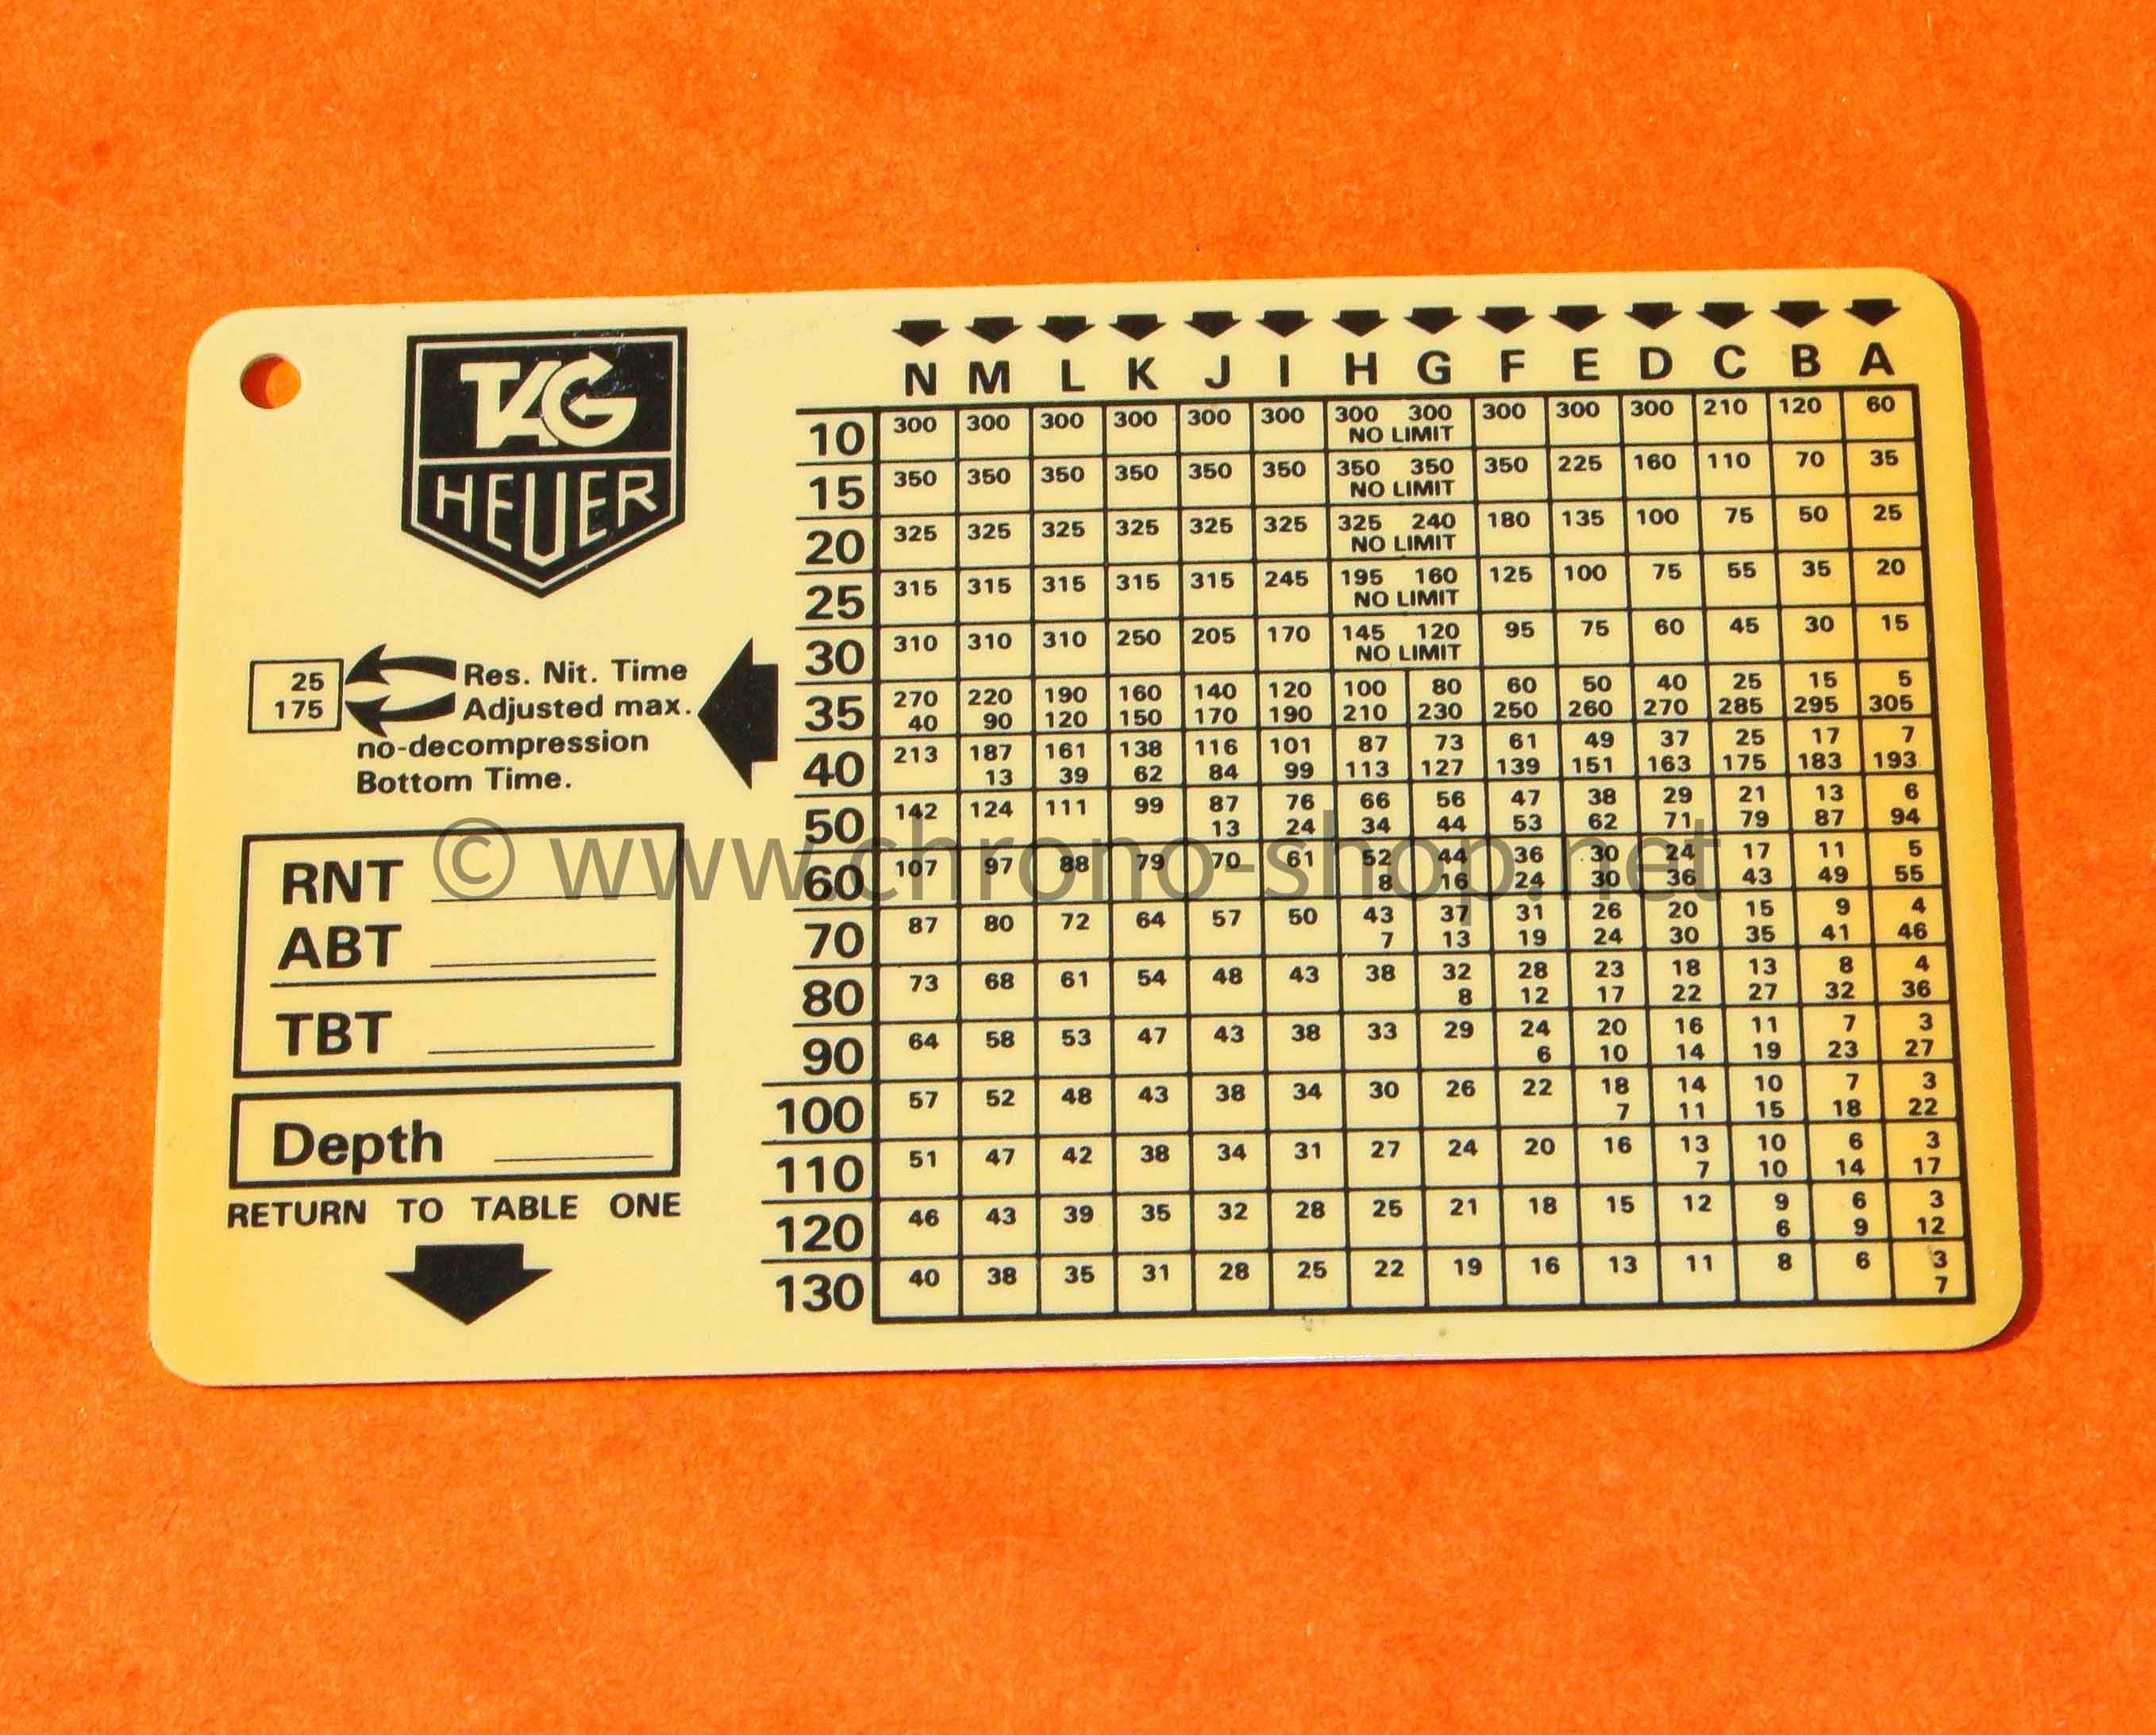 TAG
HEUER
N M L K J I H G F E D C B A
10 300 300 300 300 300 300 300 300 300 300 300 210 120 60
NO LIMIT
15 350 350 350 350 350 350 350 350 350 225 160 110 70 35
NO LIMIT
20 325 325 325 325 325 325 325 240 180 135 100 75 50 25
NO LIMIT
25 315 315 315 315 315 245 195 160 125 100 75 55 35 20
NO LIMIT
30 310 310 310 250 205 170 145 120 95 75 60 45 30 15
NO LIMIT
35 270 220 190 160 140 120 100 80 60 50 40 25 15 5
40 90 120 150 170 190 210 230 250 260 270 285 295 305
40 213 187 161 138 116 101 87 73 61 49 37 25 17 7
13 39 62 84 99 113 127 139 151 163 175 183 193
50 142 124 111 99 87 76 66 56 47 38 29 21 13 6
13 24 34 44 53 62 71 79 87 94
60 107 97 88 79 70 61 52 44 36 30 24 17 11 5
8 16 24 30 36 43 49 55
70 87 80 72 64 57 50 43 37 31 26 20 15 9 4
7 13 19 24 30 35 41 46
80 73 68 61 54 48 43 38 32 28 23 18 13 8 4
8 12 17 22 27 32 36
90 64 58 53 47 43 38 33 29 24 20 16 11 7 3
6 10 14 19 23 27
100 57 52 48 43 38 34 30 26 22 18 14 10 7 3
7 11 15 18 22
110 51 47 42 38 34 31 27 24 20 16 13 10 6 3
7 10 14 17
120 46 43 39 35 32 28 25 21 18 15 12 9 6 3
6 9 12
130 40 38 35 31 28 25 22 19 16 13 11 8 6 3
7
25 Res. Nit. Time
175 Adjusted max.
no-decompression
Bottom Time.
RNT
ABT
TBT
Depth
RETURN TO TABLE ONE
© www.chrono-shop.net